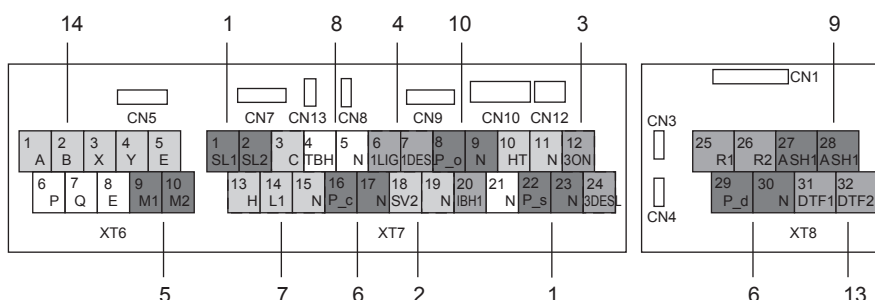 14 1 8 4 10 3 9
CN5 CN7 CN13 CN8 CN9 CN10 CN12 CN1
CN3
1 2 3 4 5 1 2 3 4 5 6 7 8 9 10 11 12 25 26 27 28
A B X Y E SL1 SL2 C TBH N 1LIG 1DES P_o N HT N 3ON R1 R2 ASH1 ASH1
6 7 8 9 10 13 14 15 16 17 18 19 20 21 22 23 24 29 30 31 32
P Q E M1 M2 H L1 N P_c N SV2 N IBH1 N P_s N 3DESL P_d N DTF1 DTF2
CN4
XT6 XT7 XT8
5 7 6 2 1 6 13